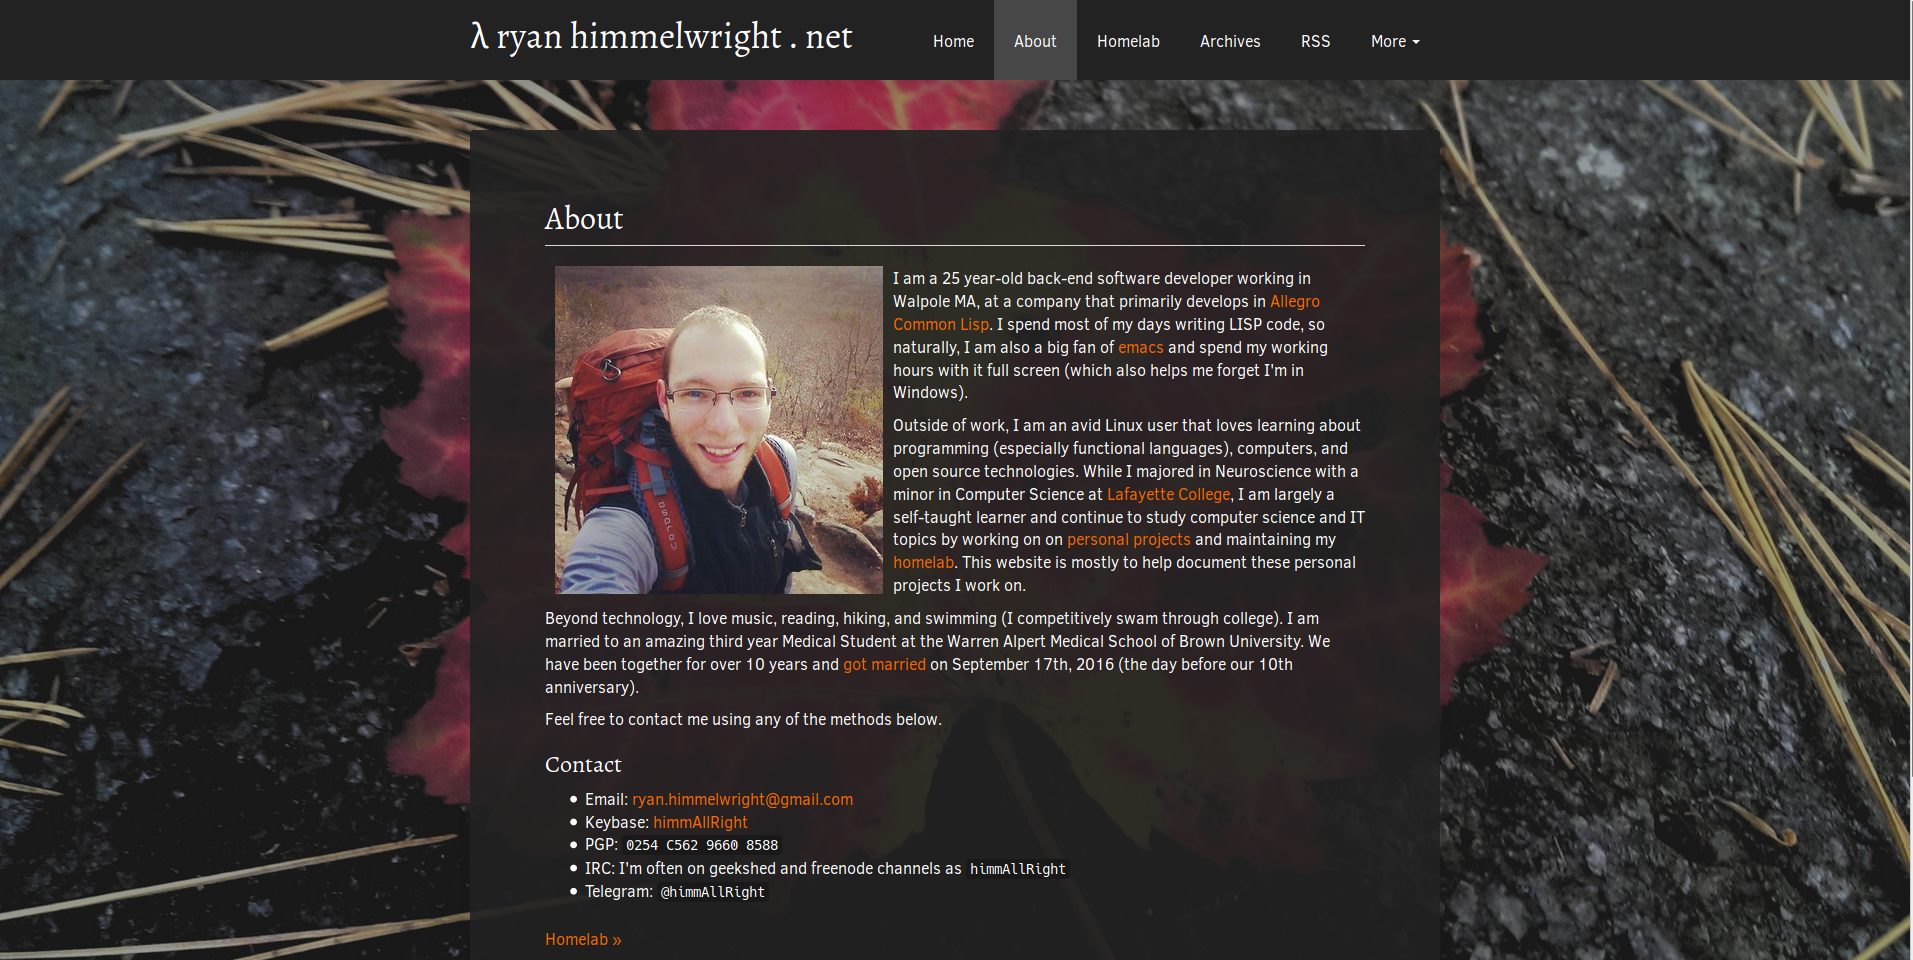 λ ryan himmelwright . net
Home About Homelab Archives RSS More
About
I am a 25 year-old back-end software developer working in
Walpole MA, at a company that primarily develops in Allegro
Common Lisp. I spend most of my days writing LISP code, so
naturally, I am also a big fan of emacs and spend my working
hours with it full screen (which also helps me forget I'm in
Windows).
Outside of work, I am an avid Linux user that loves learning about
programming (especially functional languages), computers, and
open source technologies. While I majored in Neuroscience with a
minor in Computer Science at Lafayette College, I am largely a
self-taught learner and continue to study computer science and IT
topics by working on on personal projects and maintaining my
homelab. This website is mostly to help document these personal
projects I work on.
Beyond technology, I love music, reading, hiking, and swimming (I competitively swam through college). I am
married to an amazing third year Medical Student at the Warren Alpert Medical School of Brown University. We
have been together for over 10 years and got married on September 17th, 2016 (the day before our 10th
anniversary).
Feel free to contact me using any of the methods below.
Contact
• Email: ryan.himmelwright@gmail.com
• Keybase: himmAllRight
• PGP: 0254 C562 9660 8588
• IRC: I'm often on geekshed and freenode channels as himmAllRight
• Telegram: @himmAllRight
Homelab »